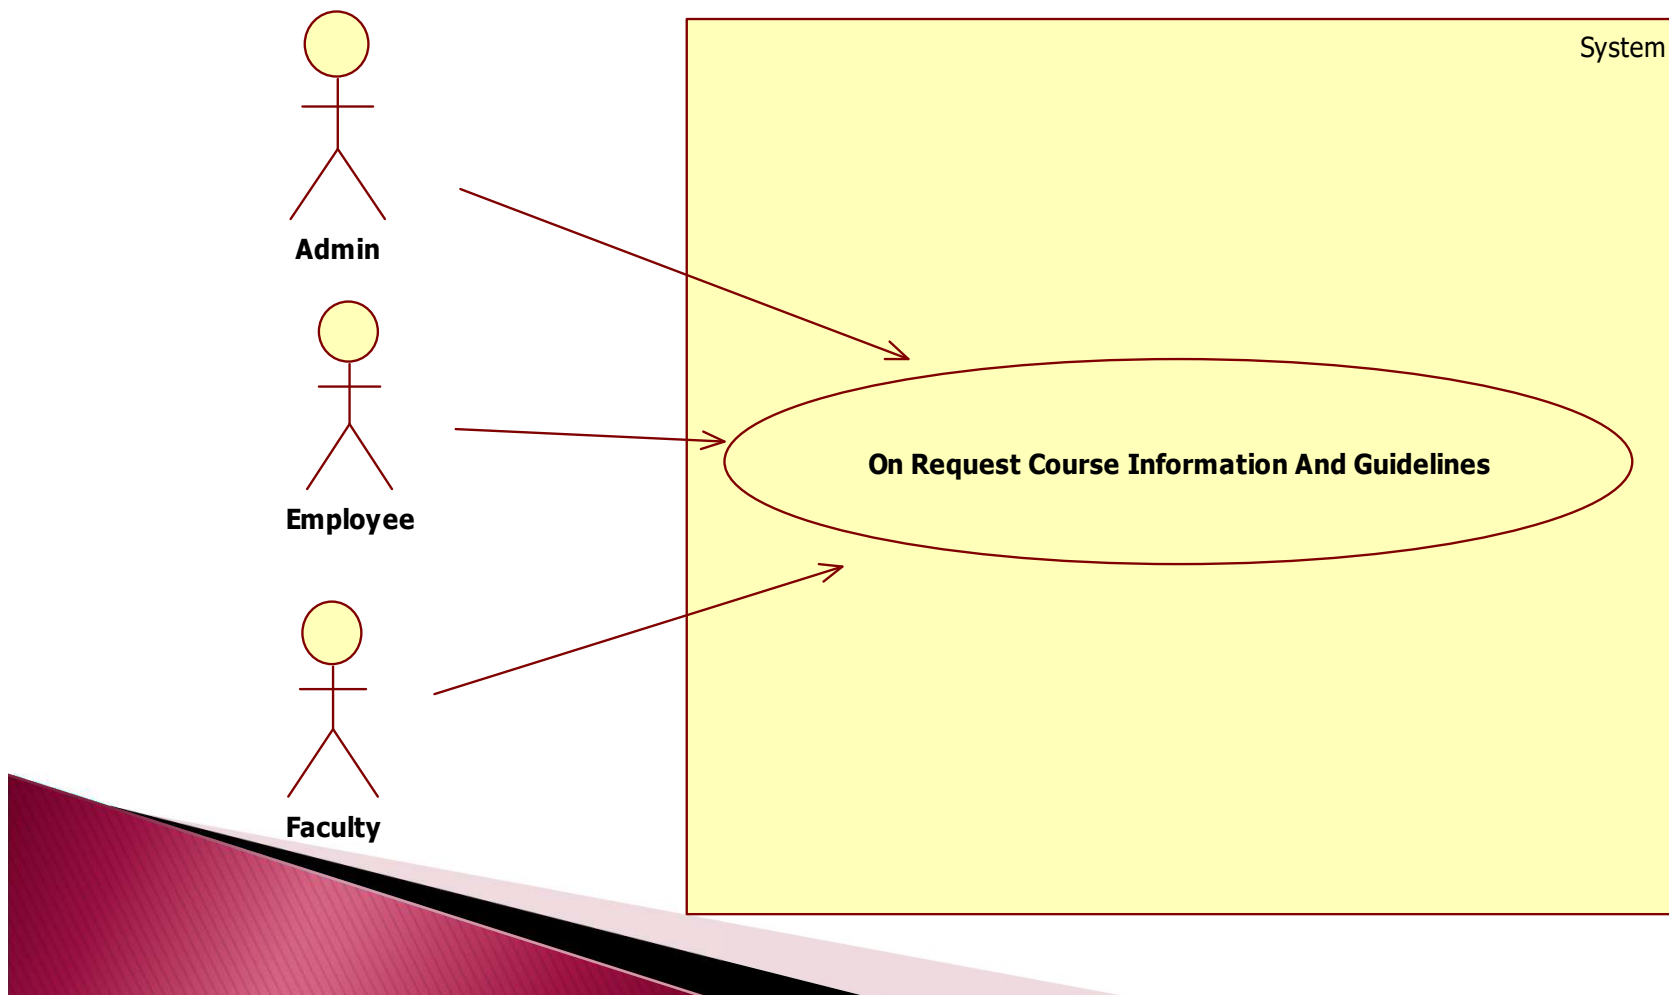 System
Admin
On Request Course Information And Guidelines
Employee
Faculty